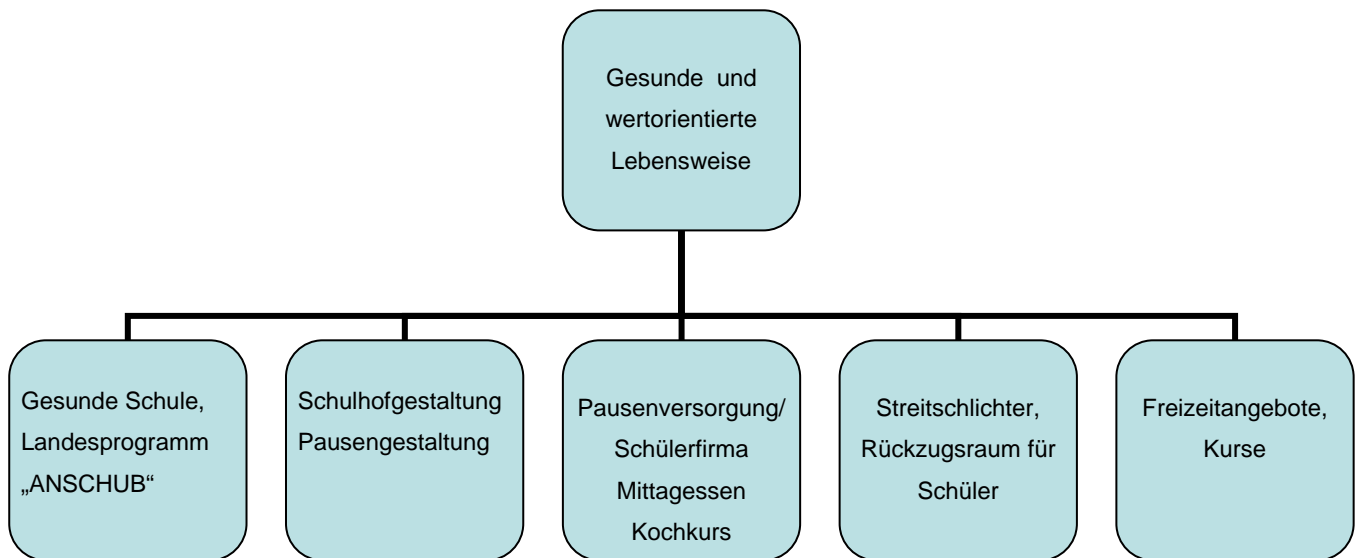 Gesunde und
wertorientierte
Lebensweise
Gesunde Schule,
Landesprogramm
„ANSCHUB“
Schulhofgestaltung
Pausengestaltung
Pausenversorgung/
Schülerfirma
Mittagessen
Kochkurs
Streitschlichter,
Rückzugsraum für
Schüler
Freizeitangebote,
Kurse